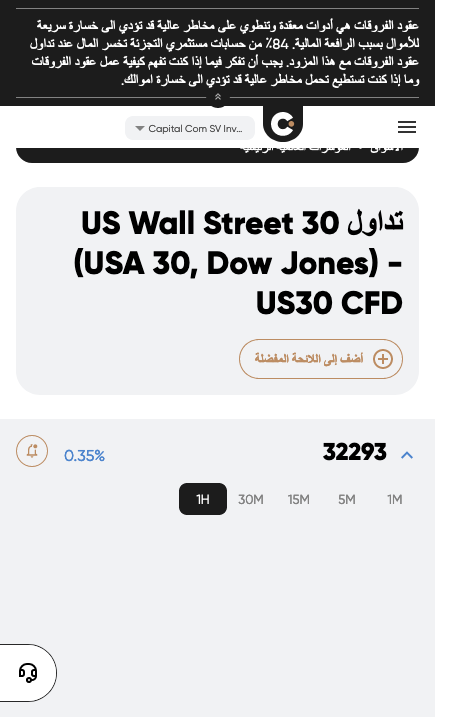 عقود الفروقات هي أدوات معقدة وتنطوي على مخاطر عالية قد تؤدي الى خسارة سريعة
للأموال بسبب الرافعة المالية. 84٪ من حسابات مستثمري التجزئة تخسر المال عند تداول
عقود الفروقات مع هذا المزود. يجب أن تفكر فيما إذا كنت تفهم كيفية عمل عقود الفروقات
وما إذا كنت تستطيع تحمل مخاطر عالية قد تؤدي الى خسارة اموالك.
Capital Com SV Inv...
الأسواق المؤشرات العالمية الرئيسية
تداول US Wall Street 30
(USA 30, Dow Jones) -
US30 CFD
أضف إلى اللائحة المفضلة
32293
0.35%
1H 30M 15M 5M 1M